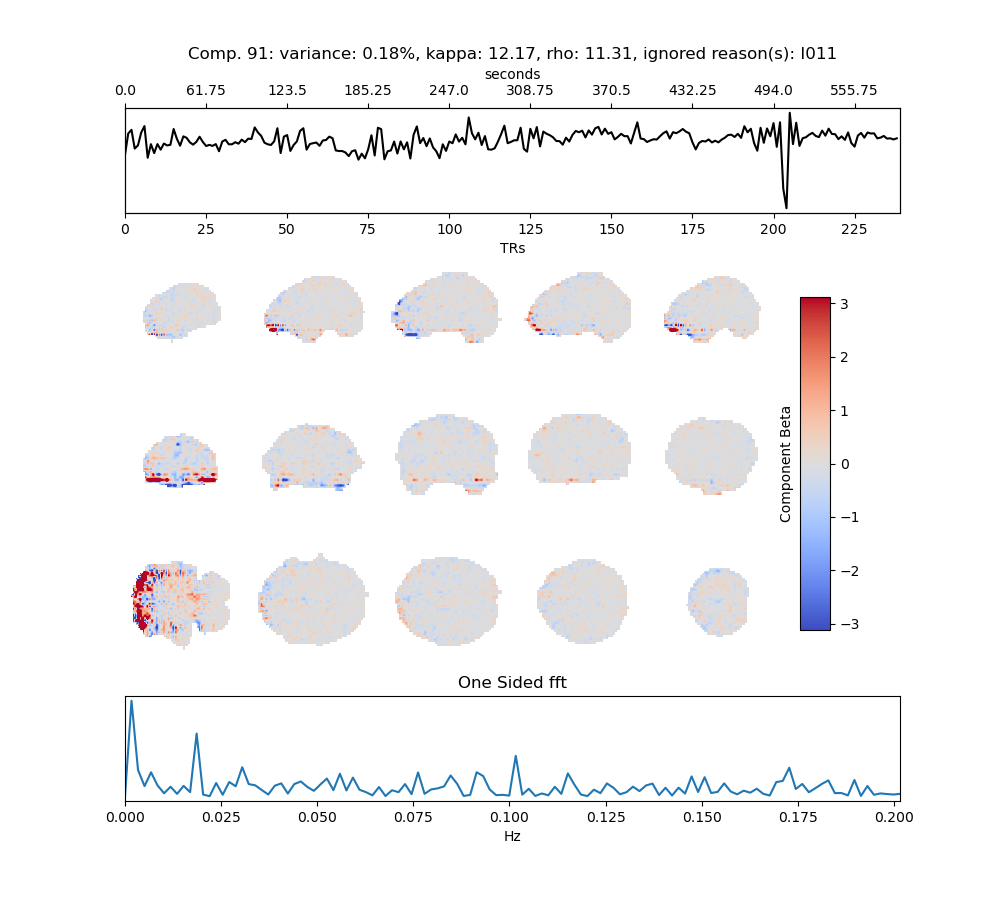 Comp. 91: variance: 0.18%, kappa: 12.17, rho: 11.31, ignored reason(s): I011
seconds
0.0 61.75 123.5 185.25 247.0 308.75 370.5 432.25 494.0 555.75
0 25 50 75 100 125 150 175 200 225
TRs
3
2
1
0
−1
−2
−3
Component Beta
One Sided fft
0.000 0.025 0.050 0.075 0.100 0.125 0.150 0.175 0.200
Hz